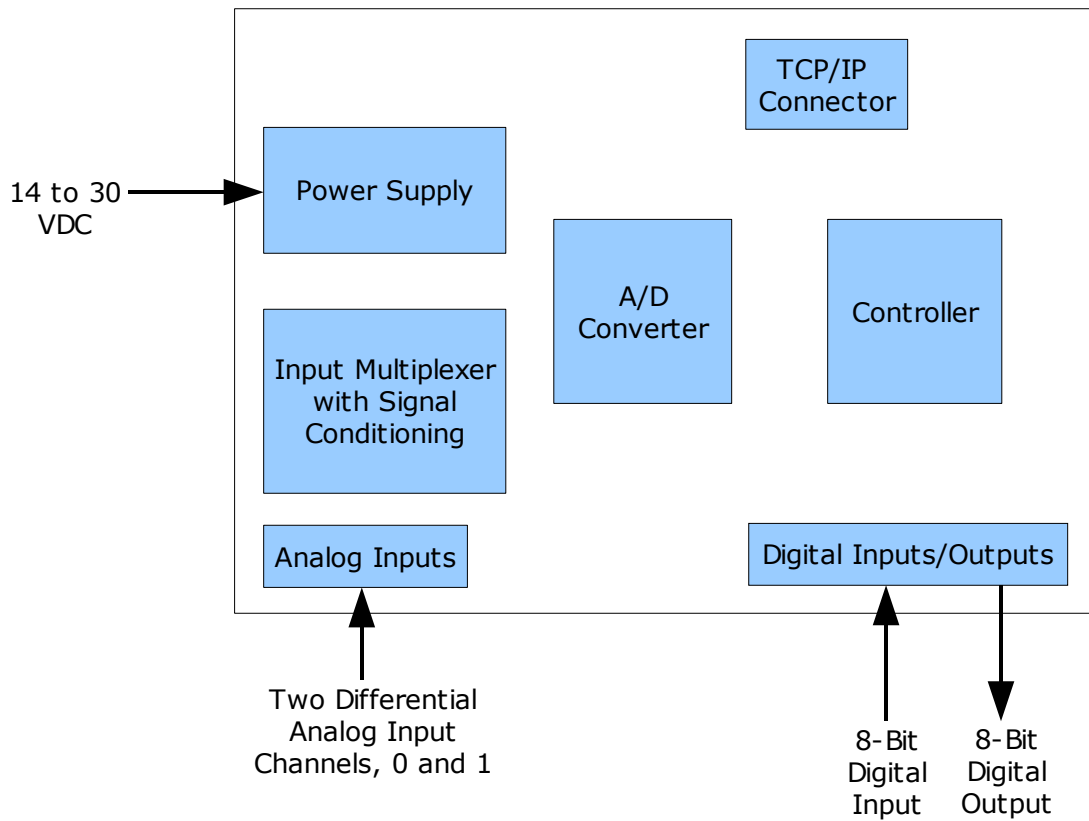 TCP/IP
Connector
14 to 30
VDC
Power Supply
A/D
Converter
Controller
Input Multiplexer
with Signal
Conditioning
Analog Inputs
Digital Inputs/Outputs
Two Differential
Analog Input
Channels, 0 and 1
8-Bit
Digital
Input
8-Bit
Digital
Output